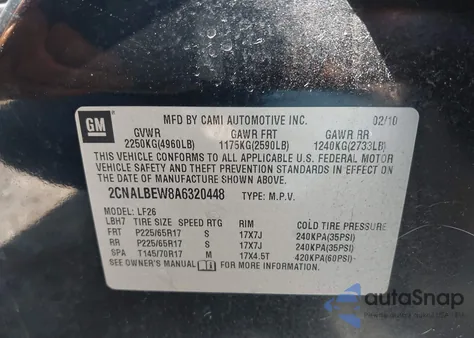 MFD BY CAMI AUTOMOTIVE INC. 02/10
GM
GVWR GAWR FRT GAWR RR
2250KG(4960LB) 1175KG(2590LB) 1240KG(2733LB)
THIS VEHICLE CONFORMS TO ALL APPLICABLE U.S. FEDERAL MOTOR
VEHICLE SAFETY, BUMPER, AND THEFT PREVENTION STANDARDS IN
EFFECT ON THE DATE OF MANUFACTURE SHOWN ABOVE.
2CNALBEW8A6320448 TYPE: M.P.V.
MODEL: LF26
LBH7 TIRE SIZE SPEED RTG RIM COLD TIRE PRESSURE
FRT P225/65R17 S 17X7J 240KPA(35PSI)
RR P225/65R17 S 17X7J 240KPA(35PSI)
SPA T145/70R17 M 17X4.5T 420KPA(60PSI)
SEE OWNER'S MANUAL FOR MORE INFORMATION.
autoSnap